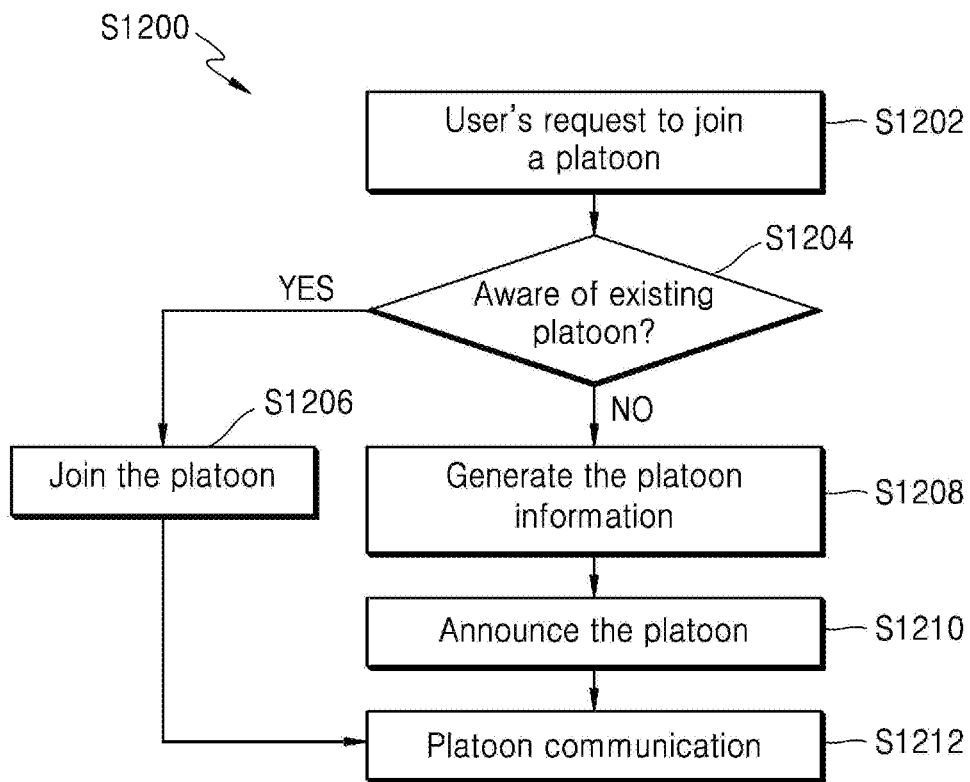 S1200
User's request to join
a platoon
S1202
S1204
YES
Aware of existing
platoon?
S1206
NO
Join the platoon
Generate the platoon
information
S1208
Announce the platoon
S1210
Platoon communication
S1212